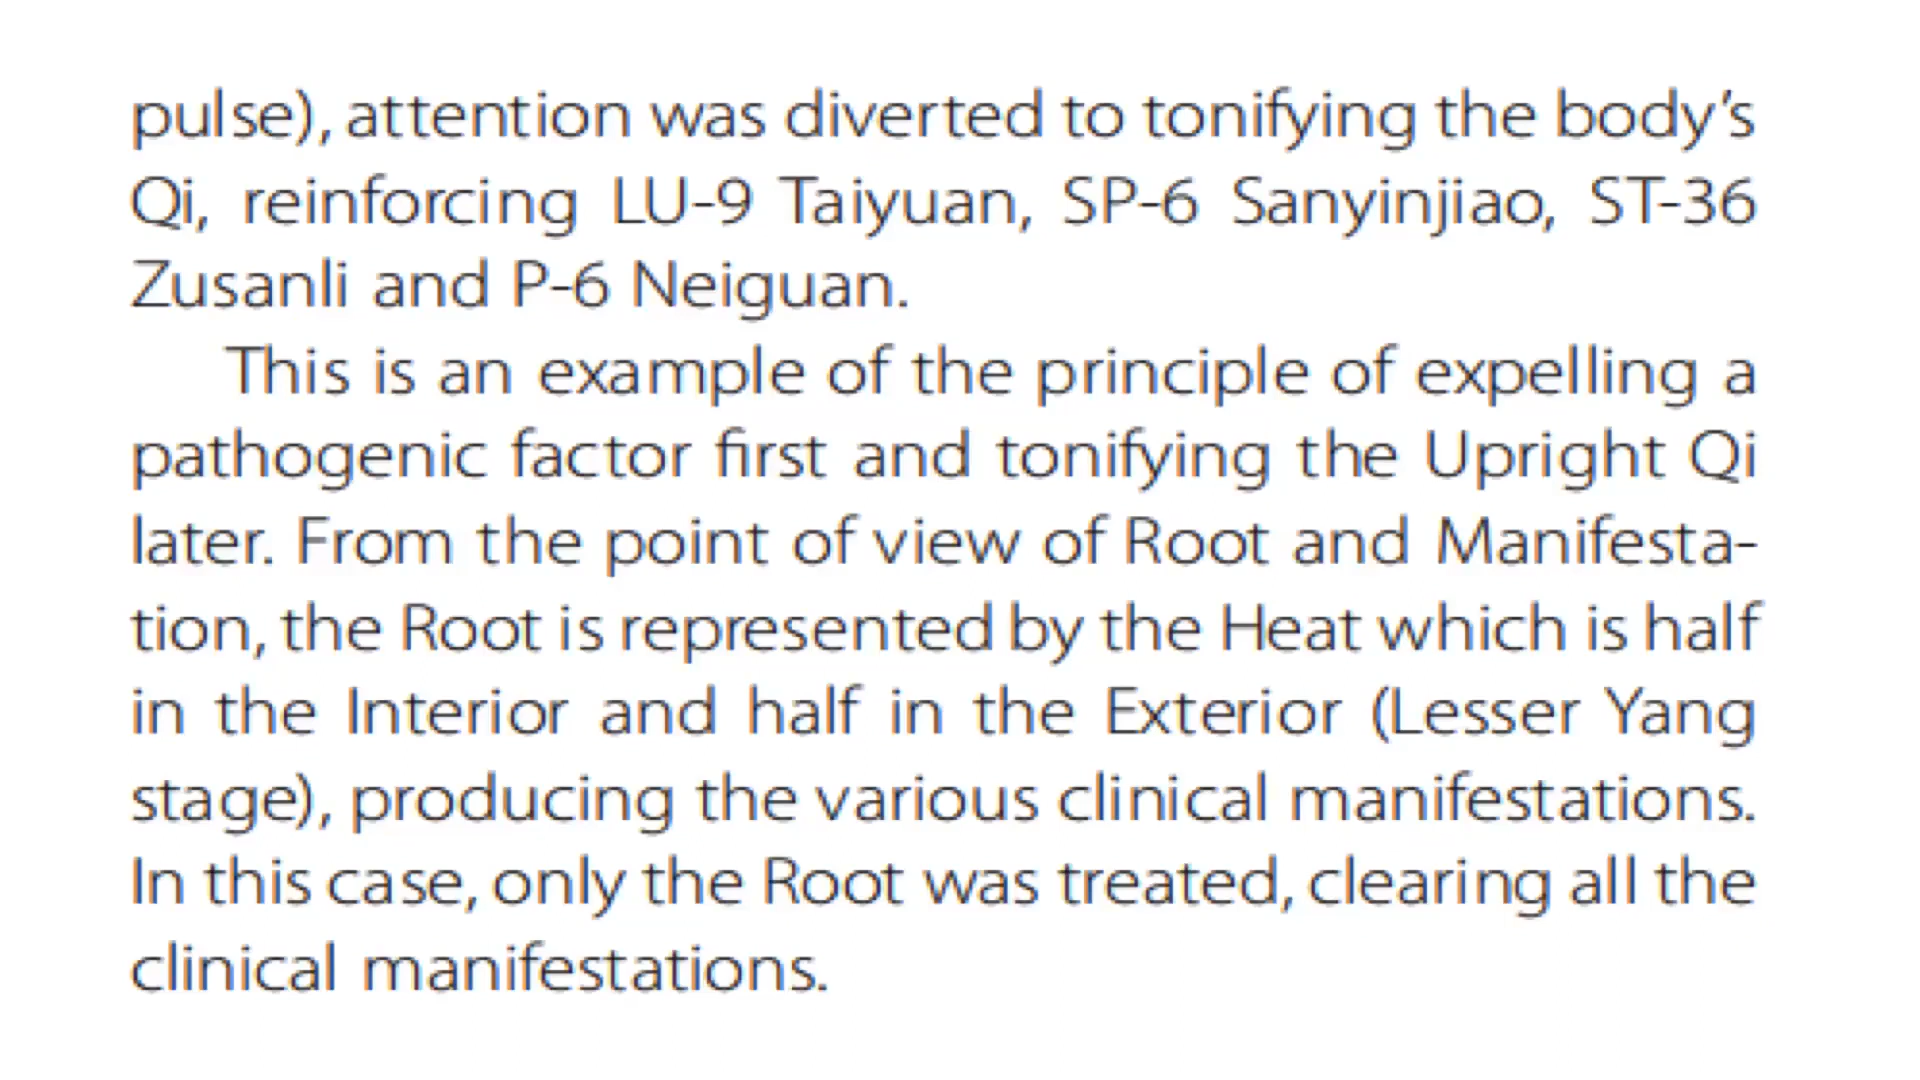 pulse), attention was diverted to tonifying the body’s
Qi, reinforcing LU-9 Taiyuan, SP-6 Sanyinjiao, ST-36
Zusanli and P-6 Neiguan.
This is an example of the principle of expelling a
pathogenic factor first and tonifying the Upright Qi
later. From the point of view of Root and Manifesta-
tion, the Root is represented by the Heat which is half
in the Interior and half in the Exterior (Lesser Yang
stage), producing the various clinical manifestations.
In this case, only the Root was treated, clearing all the
clinical manifestations.